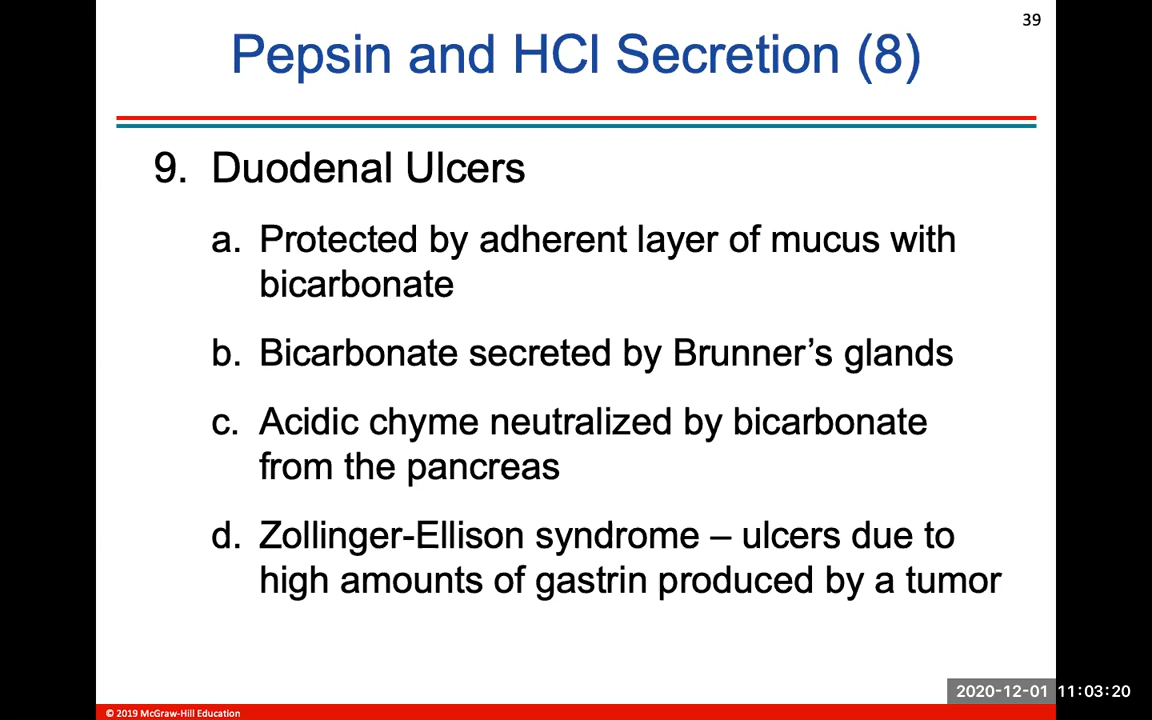 39
Pepsin and HCl Secretion (8)
9. Duodenal Ulcers
a. Protected by adherent layer of mucus with
bicarbonate
b. Bicarbonate secreted by Brunner’s glands
c. Acidic chyme neutralized by bicarbonate
from the pancreas
d. Zollinger-Ellison syndrome – ulcers due to
high amounts of gastrin produced by a tumor
2020-12-01 11:03:20
© 2019 McGraw-Hill Education